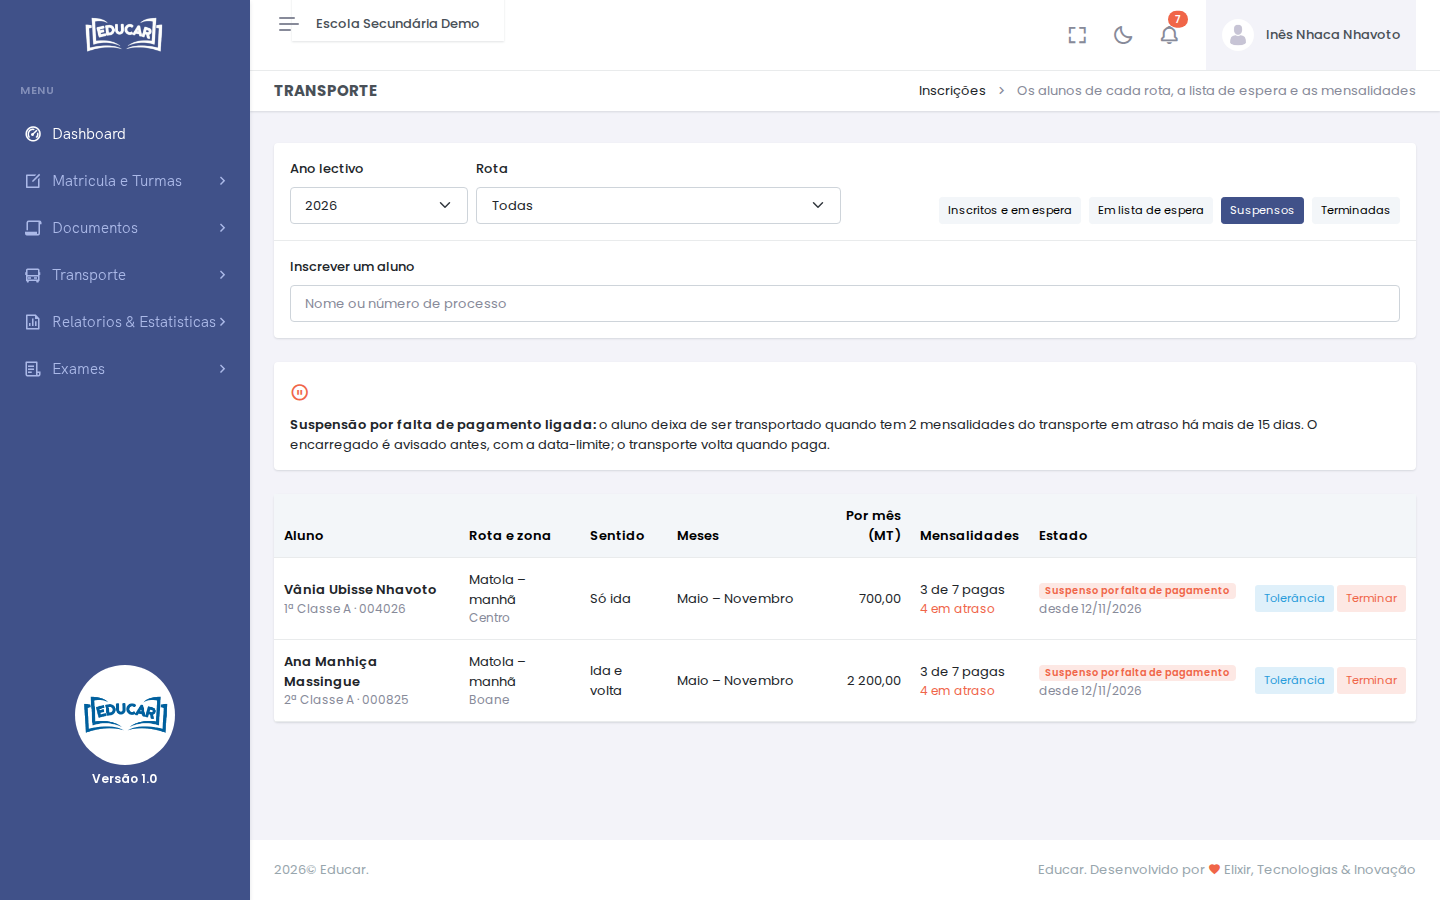 EDUCAR
Escola Secundária Demo
7
Inês Nhaca Nhavoto
MENU
Dashboard
Matricula e Turmas
Documentos
Transporte
Relatorios & Estatisticas
Exames
EDUCAR
Versão 1.0
TRANSPORTE
Inscrições > Os alunos de cada rota, a lista de espera e as mensalidades
Ano lectivo
Rota
2026
Todas
Inscritos e em espera
Em lista de espera
Suspensos
Terminadas
Inscrever um aluno
Nome ou número de processo
Suspensão por falta de pagamento ligada: o aluno deixa de ser transportado quando tem 2 mensalidades do transporte em atraso há mais de 15 dias. O
encarregado é avisado antes, com a data-limite; o transporte volta quando paga.
Aluno
Rota e zona
Sentido
Meses
Por mês
(MT)
Mensalidades
Estado
Vânia Ubisse Nhavoto
1ª Classe A · 004026
Matola –
manhã
Centro
Só ida
Maio – Novembro
700,00
3 de 7 pagas
4 em atraso
Suspenso por falta de pagamento
desde 12/11/2026
Tolerância
Terminar
Ana Manhiça
Massingue
2ª Classe A · 000825
Matola –
manhã
Boane
Ida e
volta
Maio – Novembro
2 200,00
3 de 7 pagas
4 em atraso
Suspenso por falta de pagamento
desde 12/11/2026
Tolerância
Terminar
2026© Educar.
Educar. Desenvolvido por Elixir, Tecnologias & Inovação